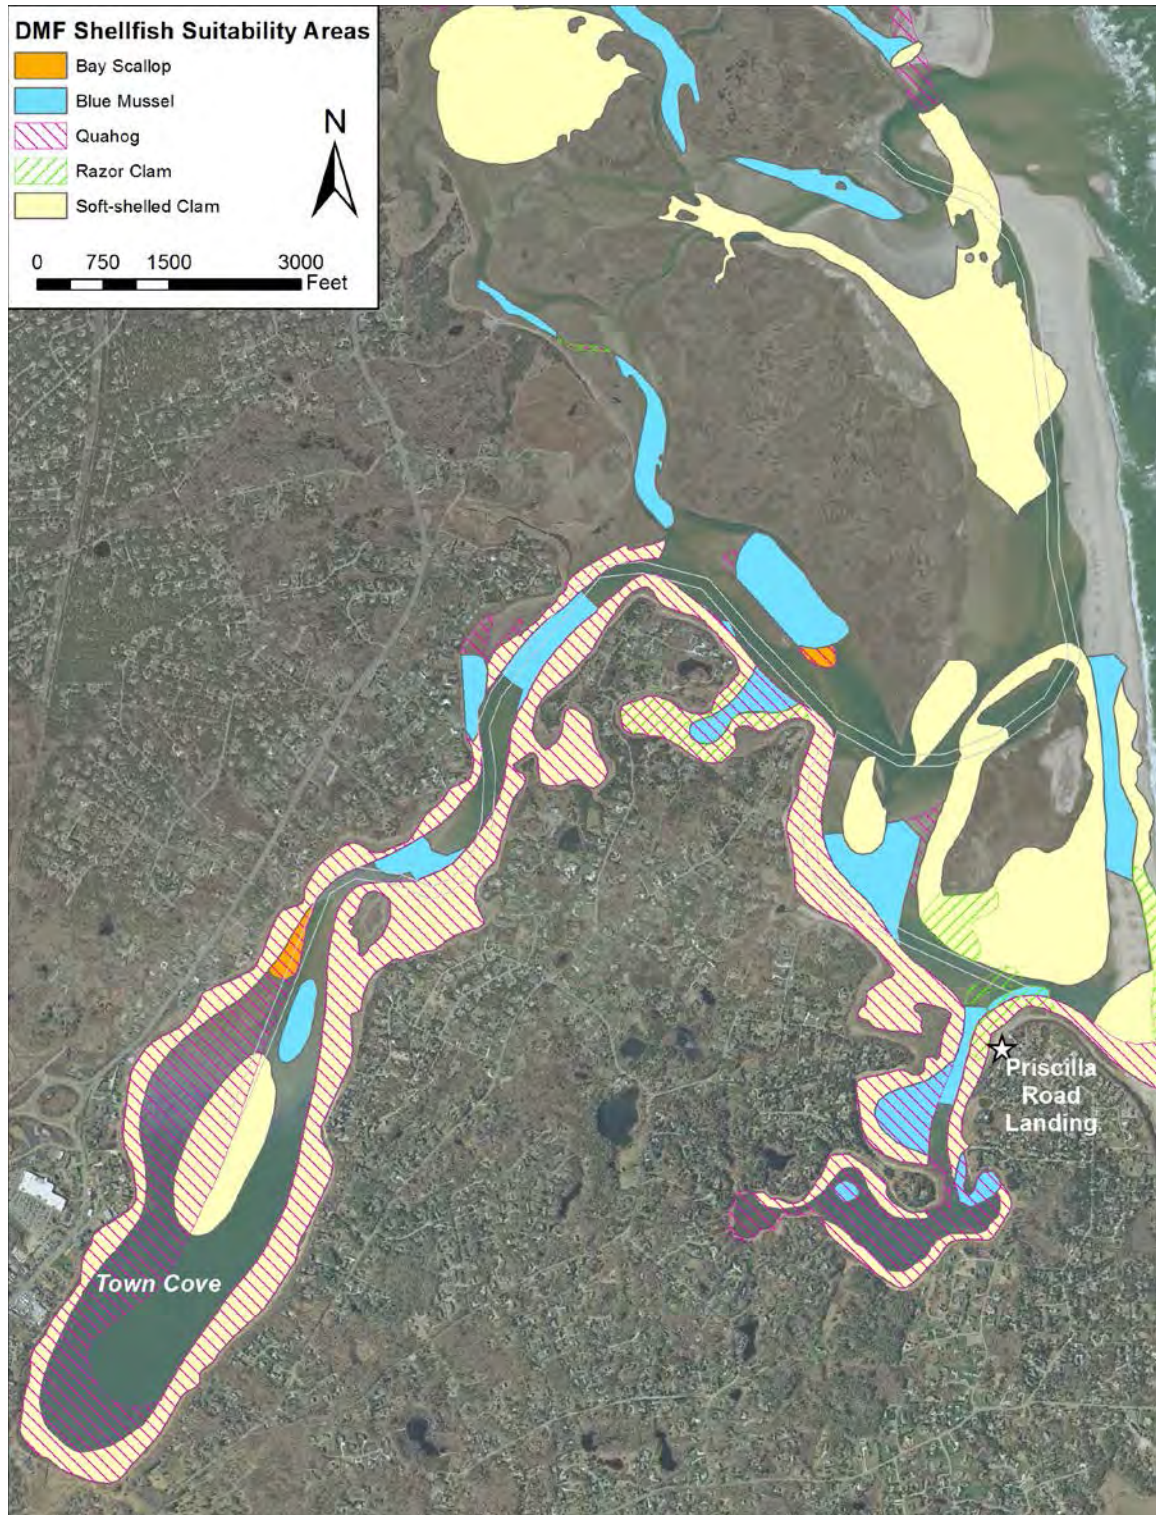 DMF Shellfish Suitability Areas
Bay Scallop
Blue Mussel
Quahog
Razor Clam
Soft-shelled Clam
N
0 750 1500 3000
Feet
Priscilla
Road
Landing
Town Cove